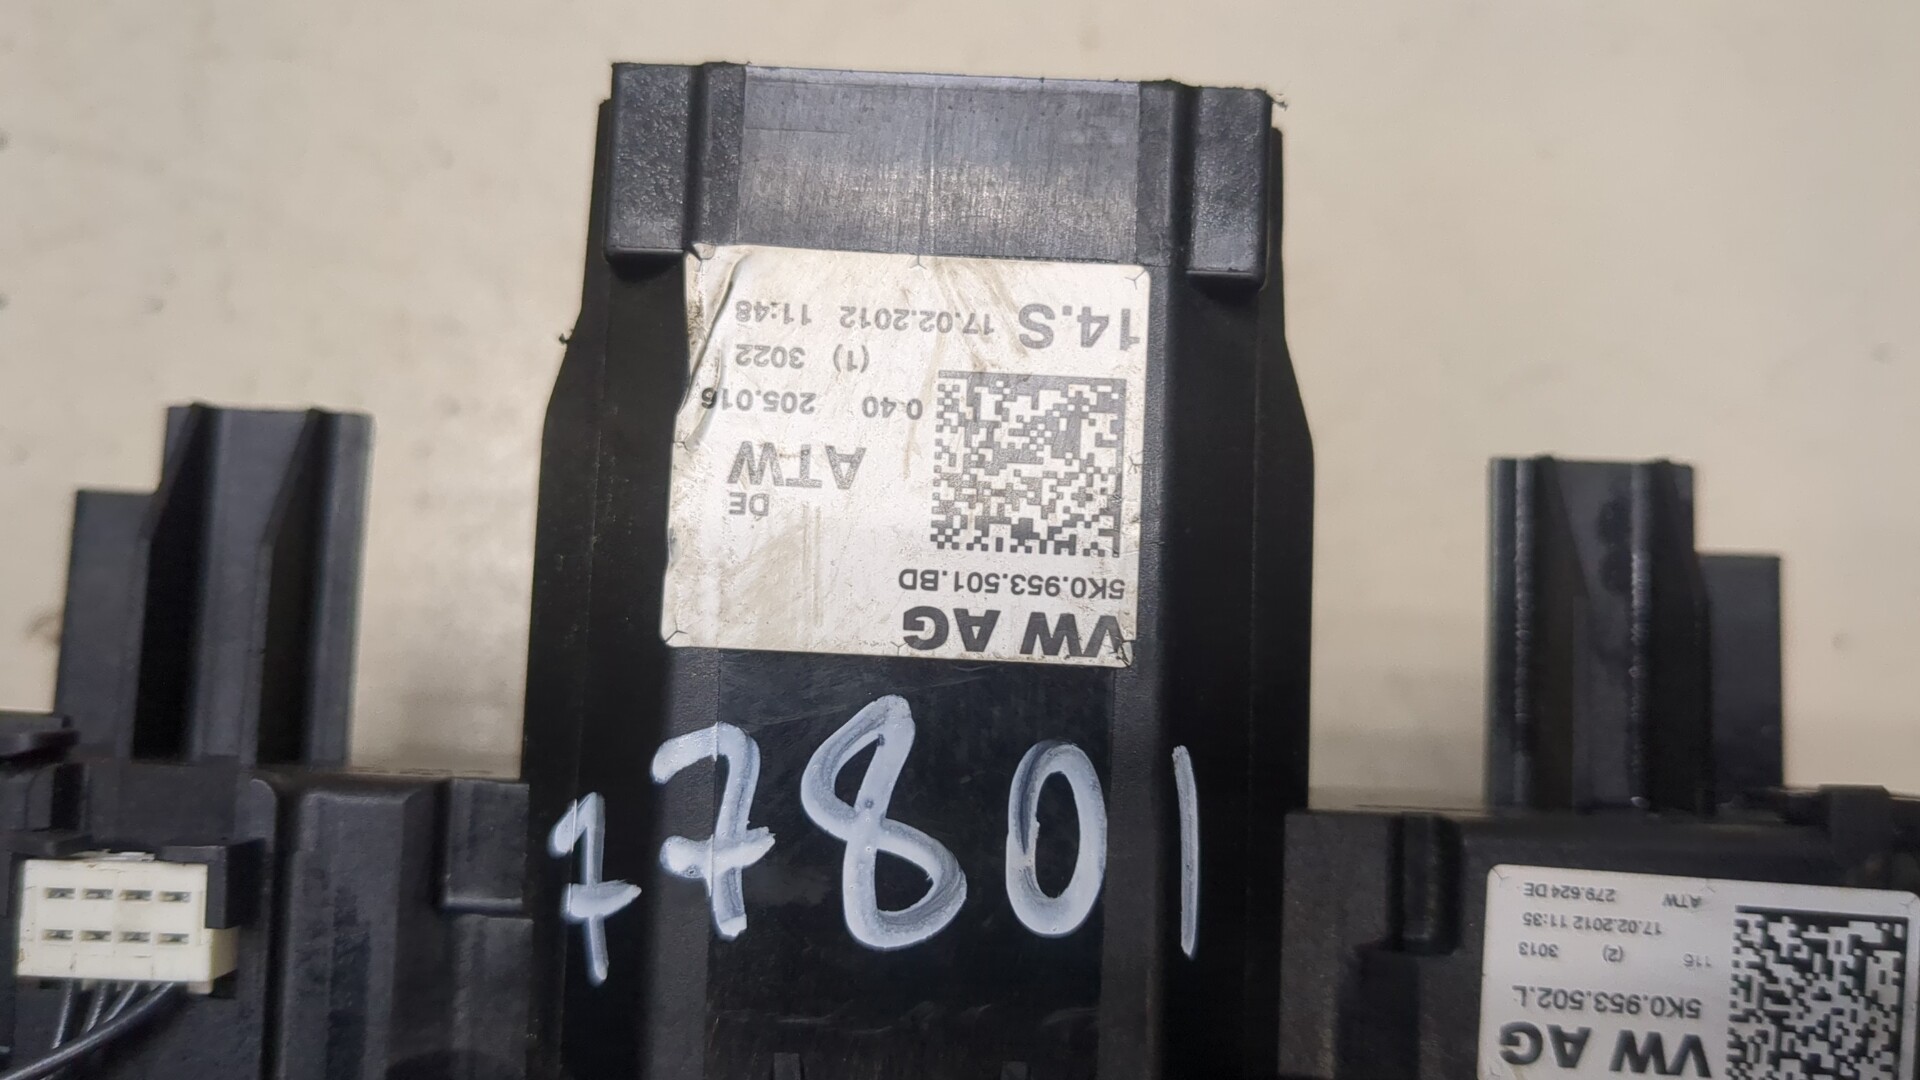 VW AG
5K0.953.501.BD
DE
ATW
0.40 205.016
(1) 3022
14.S 17.02.2012 11:48
77801
VW AG
5K0.953.502.L
116 (2) 3013
17.02.2012 11:35
ATW 279.624 DE